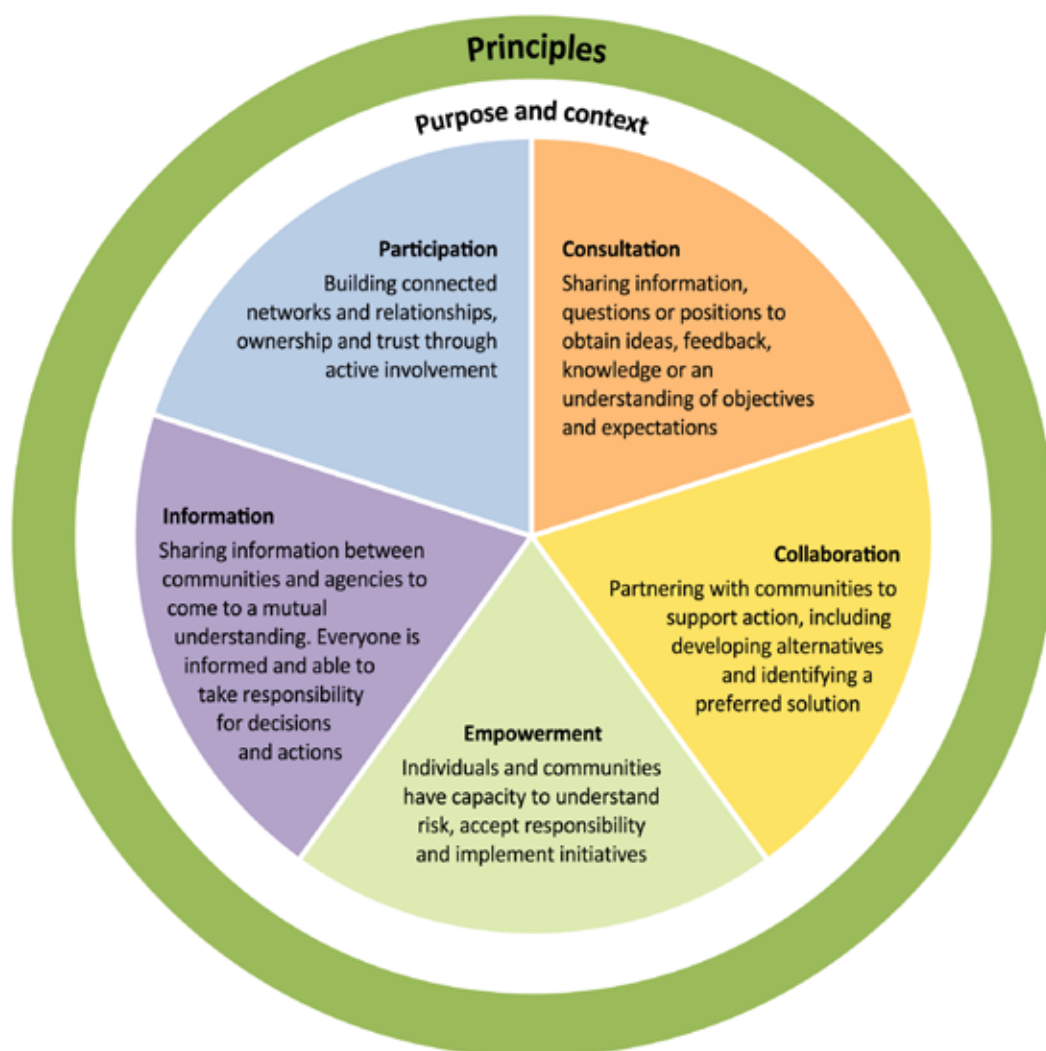 Principles
Purpose and context
Participation
Building connected
networks and relationships,
ownership and trust through
active involvement
Consultation
Sharing information,
questions or positions to
obtain ideas, feedback,
knowledge or an
understanding of objectives
and expectations
Information
Sharing information between
communities and agencies to
come to a mutual
understanding. Everyone is
informed and able to
take responsibility
for decisions
and actions
Collaboration
Partnering with communities to
support action, including
developing alternatives
and identifying a
preferred solution
Empowerment
Individuals and communities
have capacity to understand
risk, accept responsibility
and implement initiatives